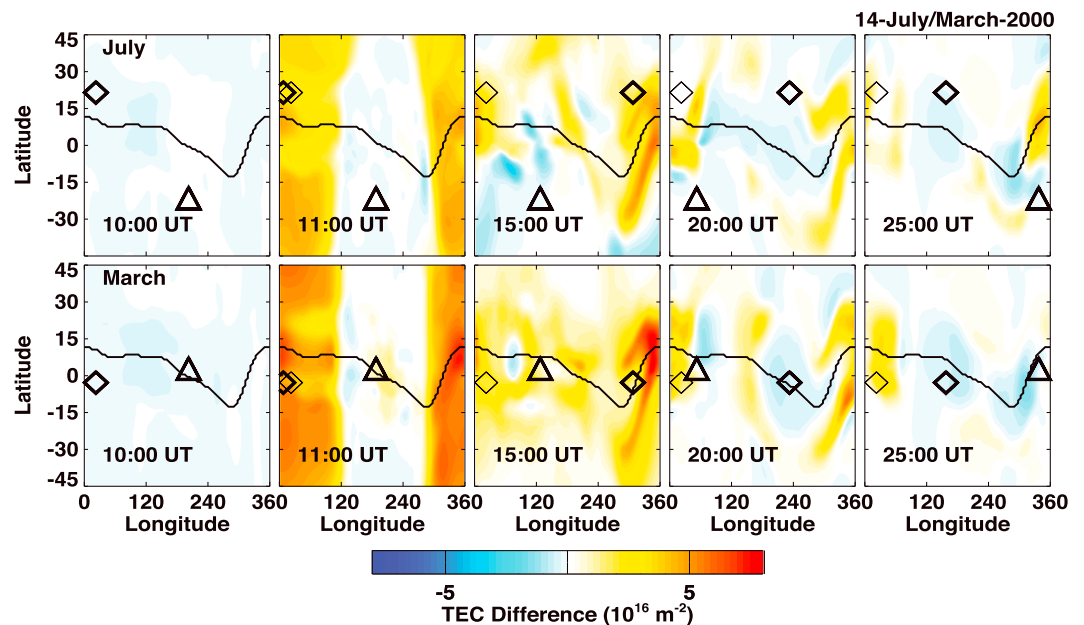 14-July/March-2000
45
30
15
0
-15
-30
Latitude
July
10:00 UT
11:00 UT
15:00 UT
20:00 UT
25:00 UT
45
30
15
0
-15
-30
-45
Latitude
March
10:00 UT
11:00 UT
15:00 UT
20:00 UT
25:00 UT
0 120 240 360 120 240 360 120 240 360 120 240 360 120 240 360
Longitude Longitude Longitude Longitude Longitude
-5 5
TEC Difference (10¹⁶ m⁻²)